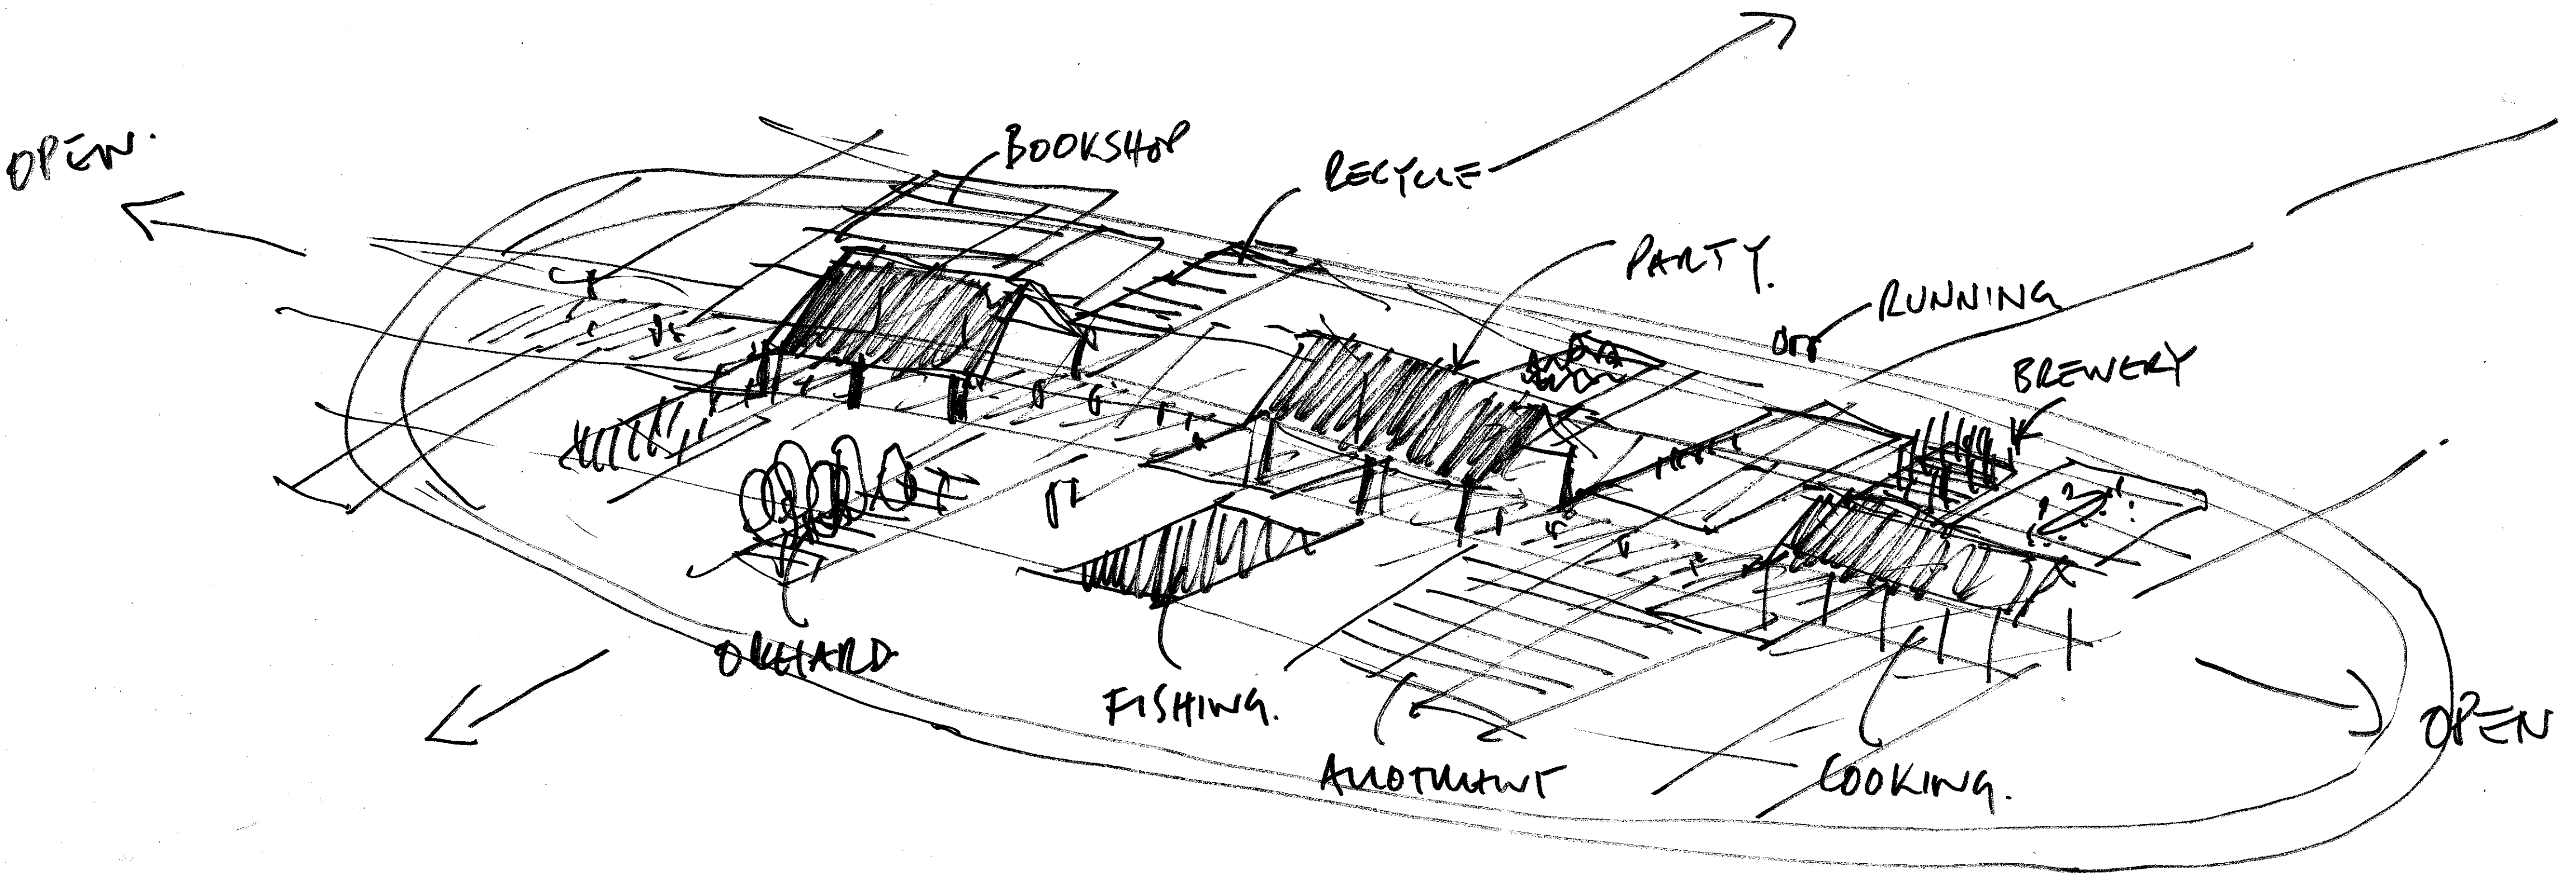 OPEN.
BOOKSHOP
RECYCLE
PARTY.
RUNNING
BREWERY
ORCHARD
FISHING.
ALLOTMENT
COOKING.
OPEN